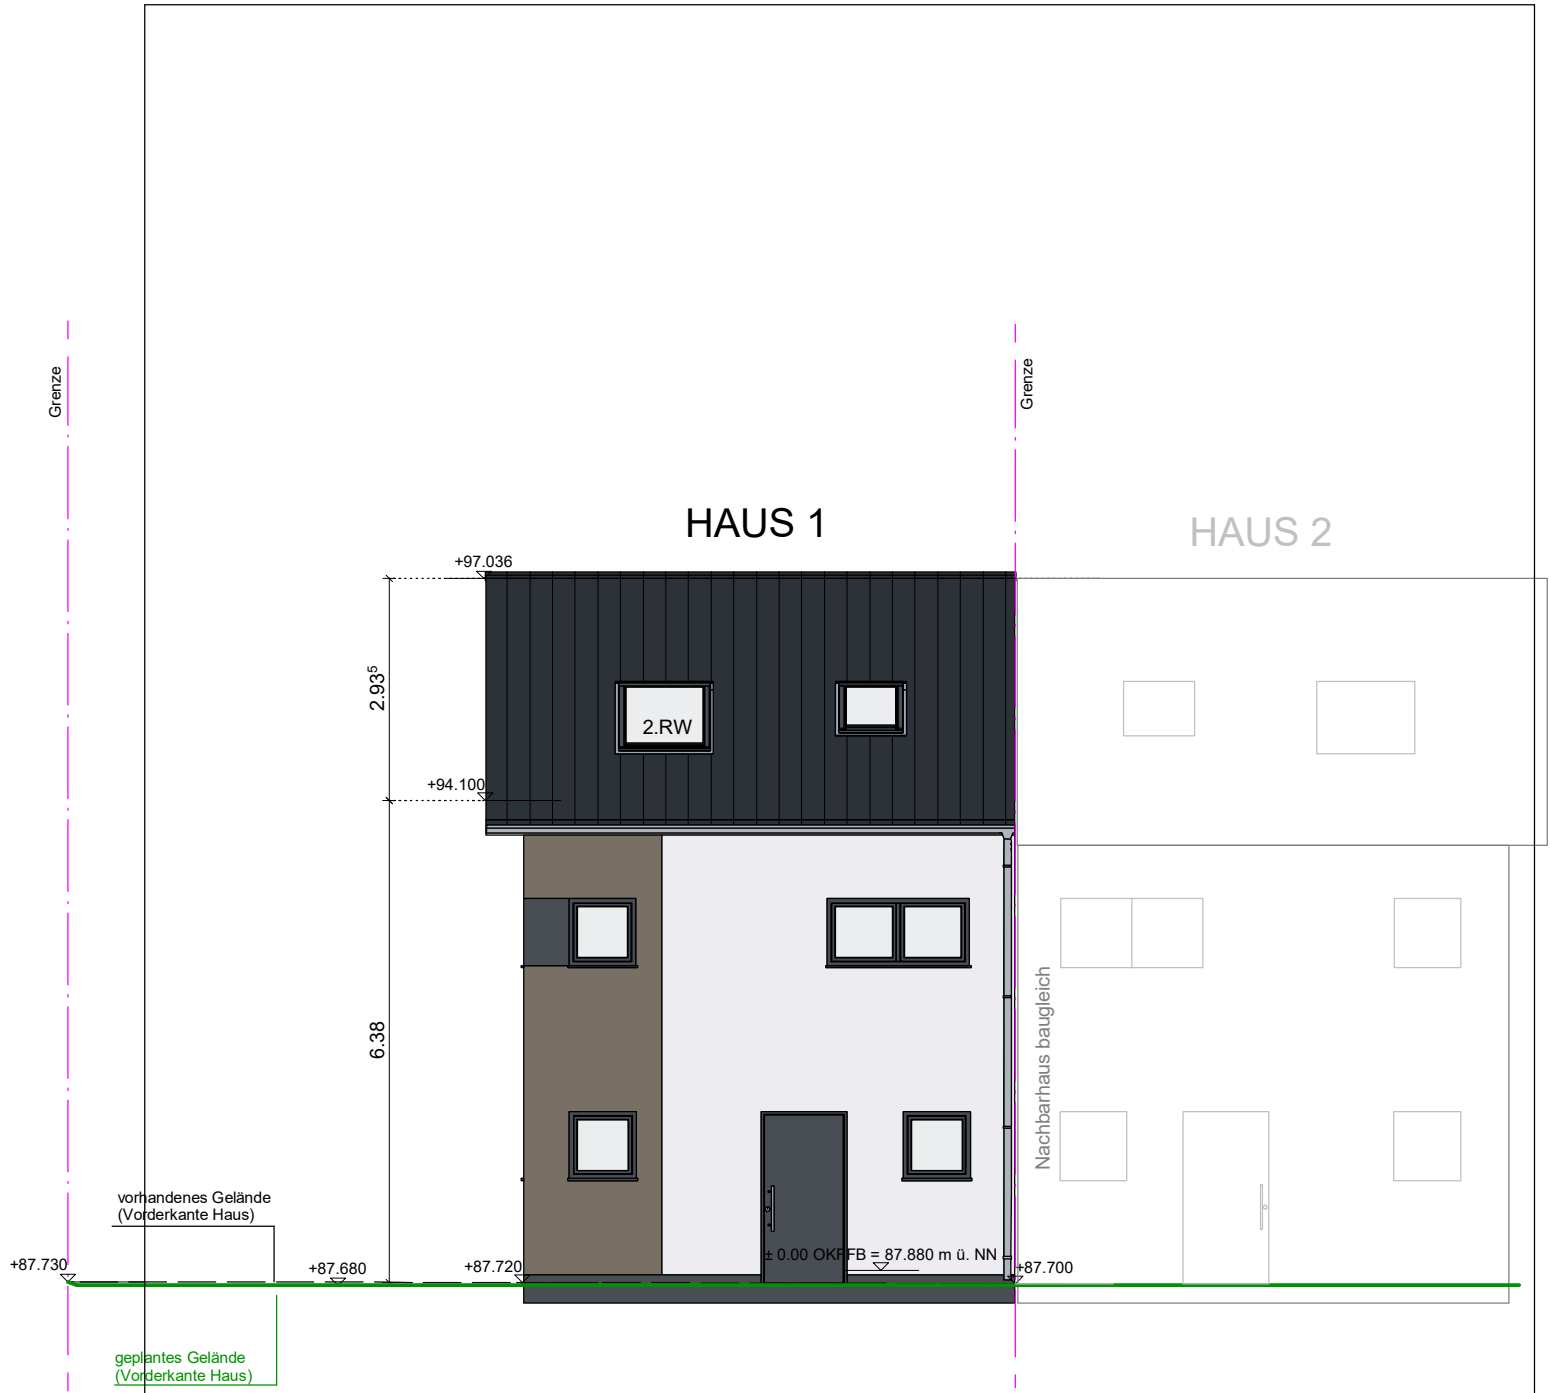 Grenze
Grenze
HAUS 1
HAUS 2
+97.036
2.93⁵
2.RW
+94.100
6.38
Nachbarhaus baugleich
vorhandenes Gelände
(Vorderkante Haus)
± 0.00 OKFFB = 87.880 m ü. NN
+87.730
+87.680
+87.720
+87.700
geplantes Gelände
(Vorderkante Haus)